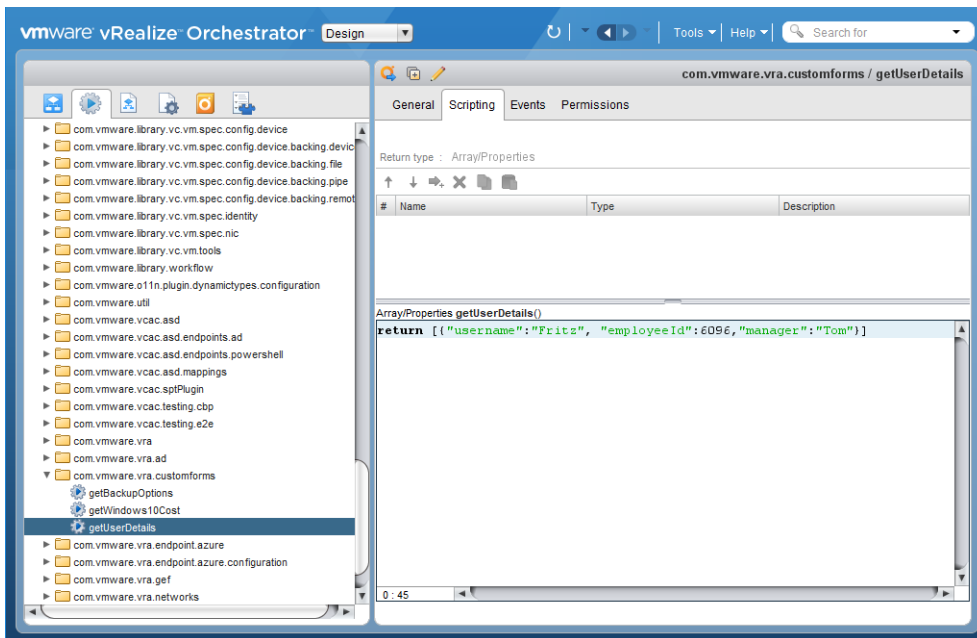 vmware vRealize Orchestrator Design Tools Help Search for
com.vmware.vra.customforms / getUserDetails
General Scripting Events Permissions
Return type : Array/Properties
# Name Type Description
Array/Properties getUserDetails()
return [{"username":"Fritz", "employeeId":6096,"manager":"Tom"}]
0 : 45
com.vmware.library.vc.vm.spec.config.device
com.vmware.library.vc.vm.spec.config.device.backing.devic
com.vmware.library.vc.vm.spec.config.device.backing.file
com.vmware.library.vc.vm.spec.config.device.backing.pipe
com.vmware.library.vc.vm.spec.config.device.backing.remot
com.vmware.library.vc.vm.spec.identity
com.vmware.library.vc.vm.spec.nic
com.vmware.library.vc.vm.tools
com.vmware.library.workflow
com.vmware.o11n.plugin.dynamictypes.configuration
com.vmware.util
com.vmware.vcac.asd
com.vmware.vcac.asd.endpoints.ad
com.vmware.vcac.asd.endpoints.powershell
com.vmware.vcac.asd.mappings
com.vmware.vcac.sptPlugin
com.vmware.vcac.testing.cbp
com.vmware.vcac.testing.e2e
com.vmware.vra
com.vmware.vra.ad
com.vmware.vra.customforms
getBackupOptions
getWindows10Cost
getUserDetails
com.vmware.vra.endpoint.azure
com.vmware.vra.endpoint.azure.configuration
com.vmware.vra.gef
com.vmware.vra.networks